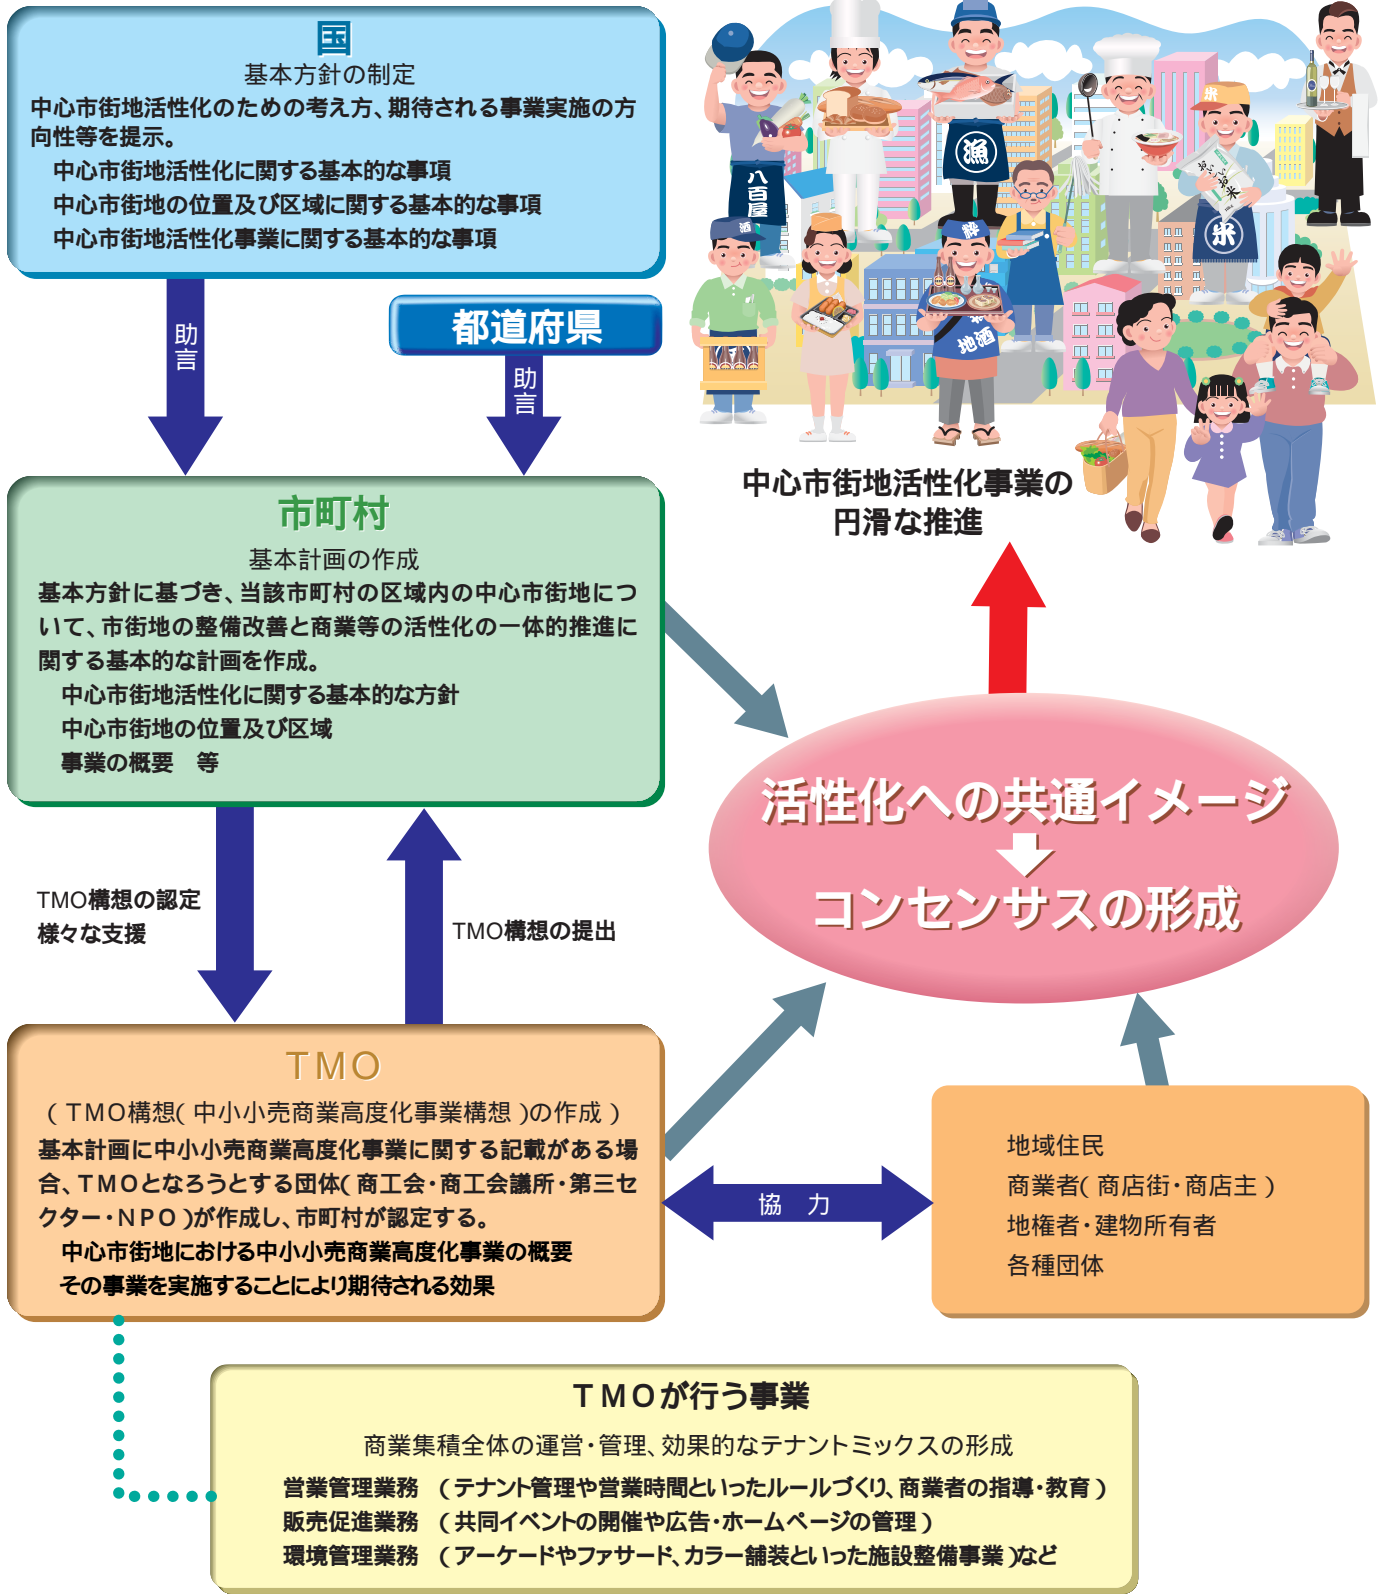 国
基本方針の制定
中心市街地活性化のための考え方、期待される事業実施の方
向性等を提示。
中心市街地活性化に関する基本的な事項
中心市街地の位置及び区域に関する基本的な事項
中心市街地活性化事業に関する基本的な事項
助言
都道府県
助言
八百屋
漁
米
おいしいお米
米
酒
粋
地酒
中心市街地活性化事業の
円滑な推進
市町村
基本計画の作成
基本方針に基づき、当該市町村の区域内の中心市街地につ
いて、市街地の整備改善と商業等の活性化の一体的推進に
関する基本的な計画を作成。
中心市街地活性化に関する基本的な方針
中心市街地の位置及び区域
事業の概要　等
活性化への共通イメージ
コンセンサスの形成
TMO構想の認定
様々な支援
TMO構想の提出
TMO
(TMO構想(中小小売商業高度化事業構想)の作成)
基本計画に中小小売商業高度化事業に関する記載がある場
合、TMOとなろうとする団体(商工会・商工会議所・第三セ
クター・NPO)が作成し、市町村が認定する。
中心市街地における中小小売商業高度化事業の概要
その事業を実施することにより期待される効果
協　力
地域住民
商業者(商店街・商店主)
地権者・建物所有者
各種団体
TMOが行う事業
商業集積全体の運営・管理、効果的なテナントミックスの形成
営業管理業務　(テナント管理や営業時間といったルールづくり、商業者の指導・教育)
販売促進業務　(共同イベントの開催や広告・ホームページの管理)
環境管理業務　(アーケードやファサード、カラー舗装といった施設整備事業)など